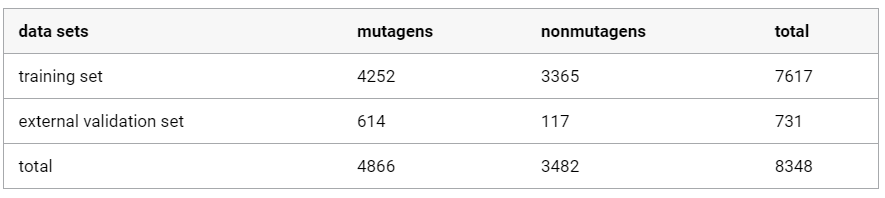 data sets mutagens nonmutagens total
training set 4252 3365 7617
external validation set 614 117 731
total 4866 3482 8348